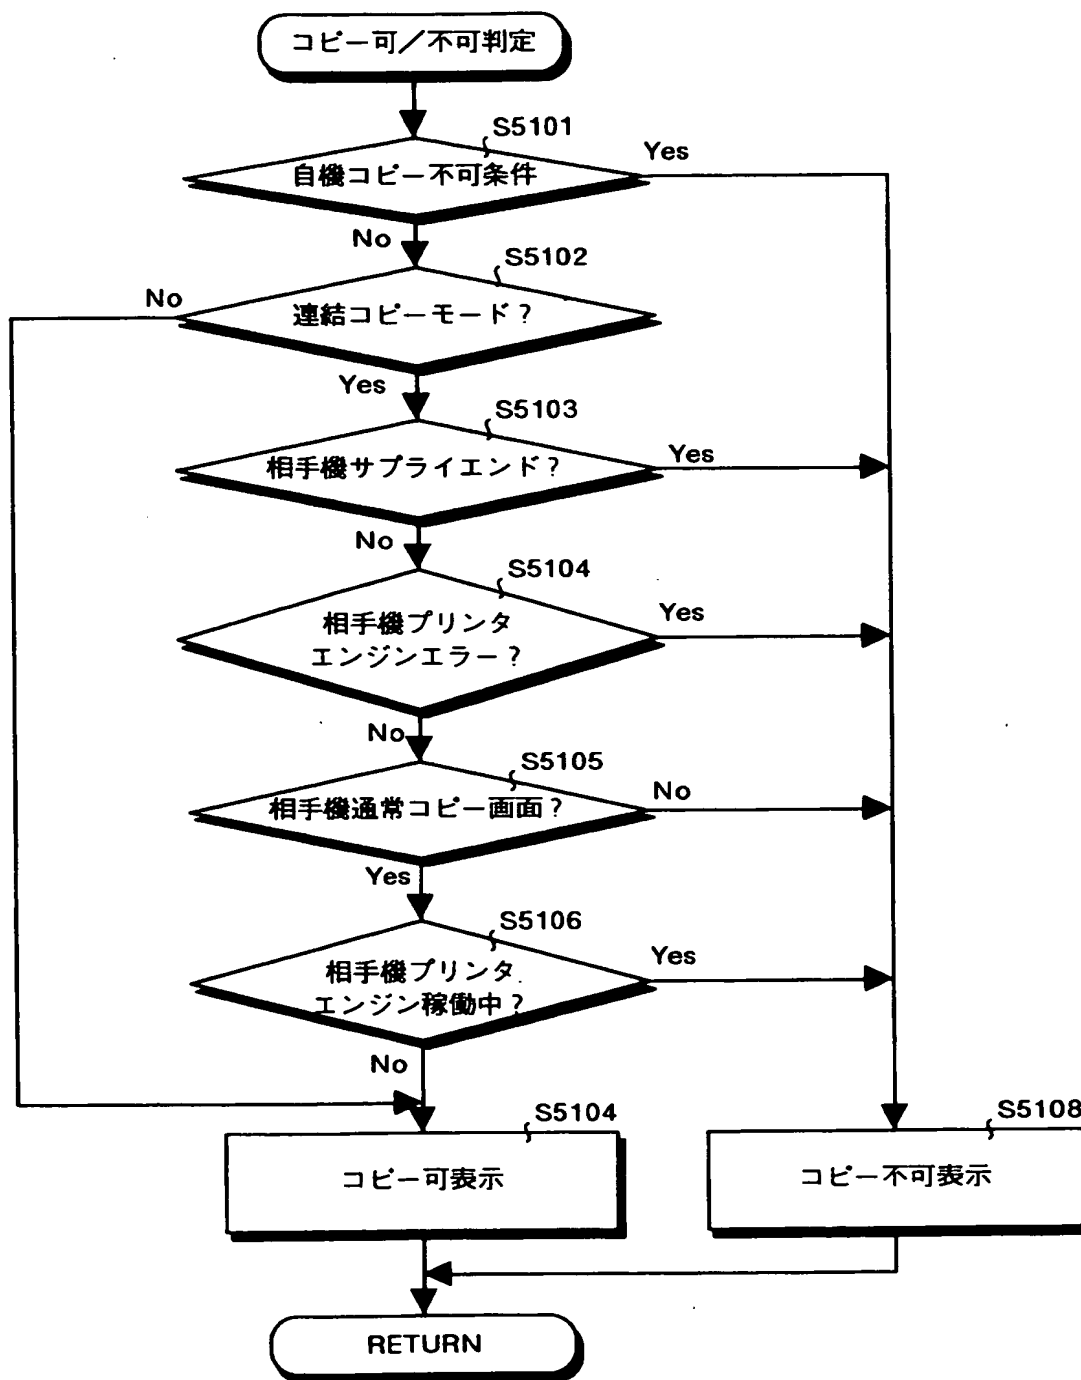 コピー可／不可判定
S5101
Yes
自機コピー不可条件
No
S5102
No
連結コピーモード？
Yes
S5103
相手機サプライエンド？
Yes
No
S5104
相手機プリンタ
エンジンエラー？
Yes
No
S5105
相手機通常コピー画面？
No
Yes
S5106
相手機プリンタ
エンジン稼働中？
Yes
No
S5104
コピー可表示
S5108
コピー不可表示
RETURN